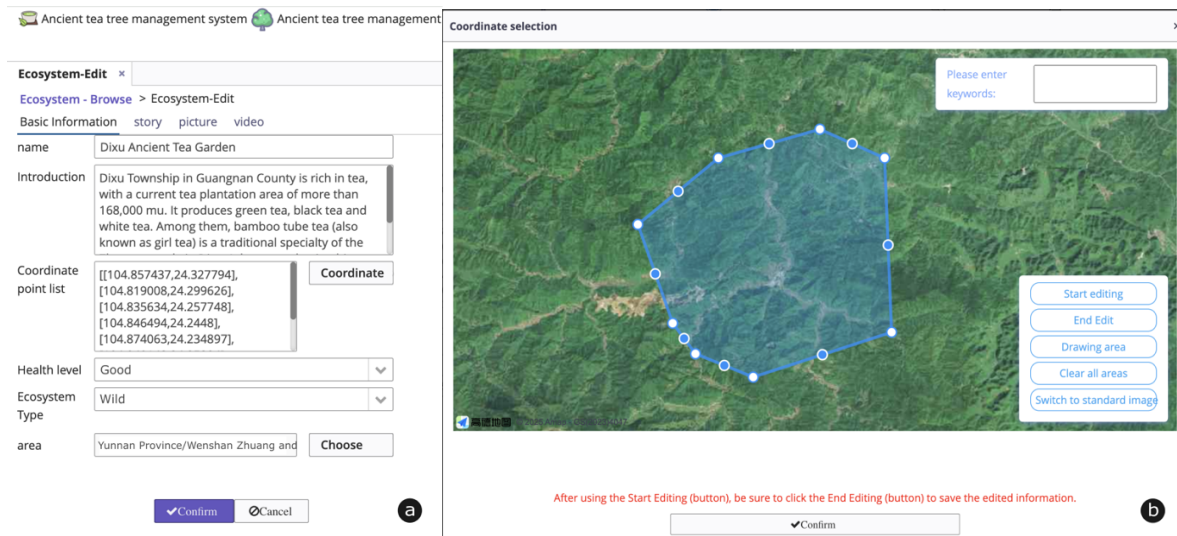 Ancient tea tree management system Ancient tea tree management
Ecosystem-Edit ×
Ecosystem - Browse > Ecosystem-Edit
Basic Information story picture video
name Dixu Ancient Tea Garden
Introduction Dixu Township in Guangnan County is rich in tea,
with a current tea plantation area of more than
168,000 mu. It produces green tea, black tea and
white tea. Among them, bamboo tube tea (also
known as girl tea) is a traditional specialty of the
Coordinate
point list
[[104.857437,24.327794],
[104.819008,24.299626],
[104.835634,24.257748],
[104.846494,24.2448],
[104.874063,24.234897],
Coordinate
Health level Good
Ecosystem
Type
Wild
area Yunnan Province/Wenshan Zhuang and Choose
Confirm Cancel
a
Coordinate selection ×
Please enter
keywords:
Start editing
End Edit
Drawing area
Clear all areas
Switch to standard image
高德地图
After using the Start Editing (button), be sure to click the End Editing (button) to save the edited information.
Confirm
b